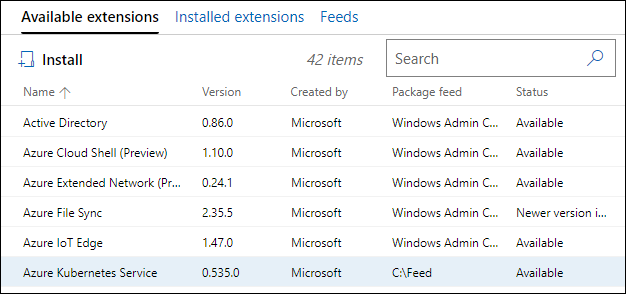 Available extensions Installed extensions Feeds
Install 42 items Search
Name Version Created by Package feed Status
Active Directory 0.86.0 Microsoft Windows Admin C... Available
Azure Cloud Shell (Preview) 1.10.0 Microsoft Windows Admin C... Available
Azure Extended Network (Pr... 0.24.1 Microsoft Windows Admin C... Available
Azure File Sync 2.35.5 Microsoft Windows Admin C... Newer version i...
Azure IoT Edge 1.47.0 Microsoft Windows Admin C... Available
Azure Kubernetes Service 0.535.0 Microsoft C:\Feed Available